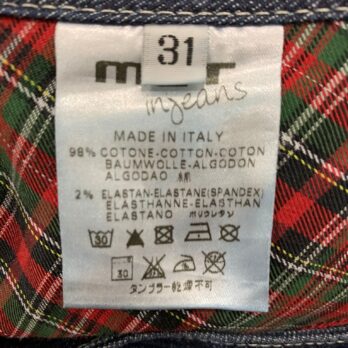 31
in jeans
MADE IN ITALY
98% COTONE-COTTON-COTON
BAUMWOLLE-ALGODON
ALGODAO 綿
2% ELASTAN-ELASTANE(SPANDEX)
ELASTHANNE-ELASTHAN
ELASTANO ポリウレタン
30
30
タンブラー乾燥不可